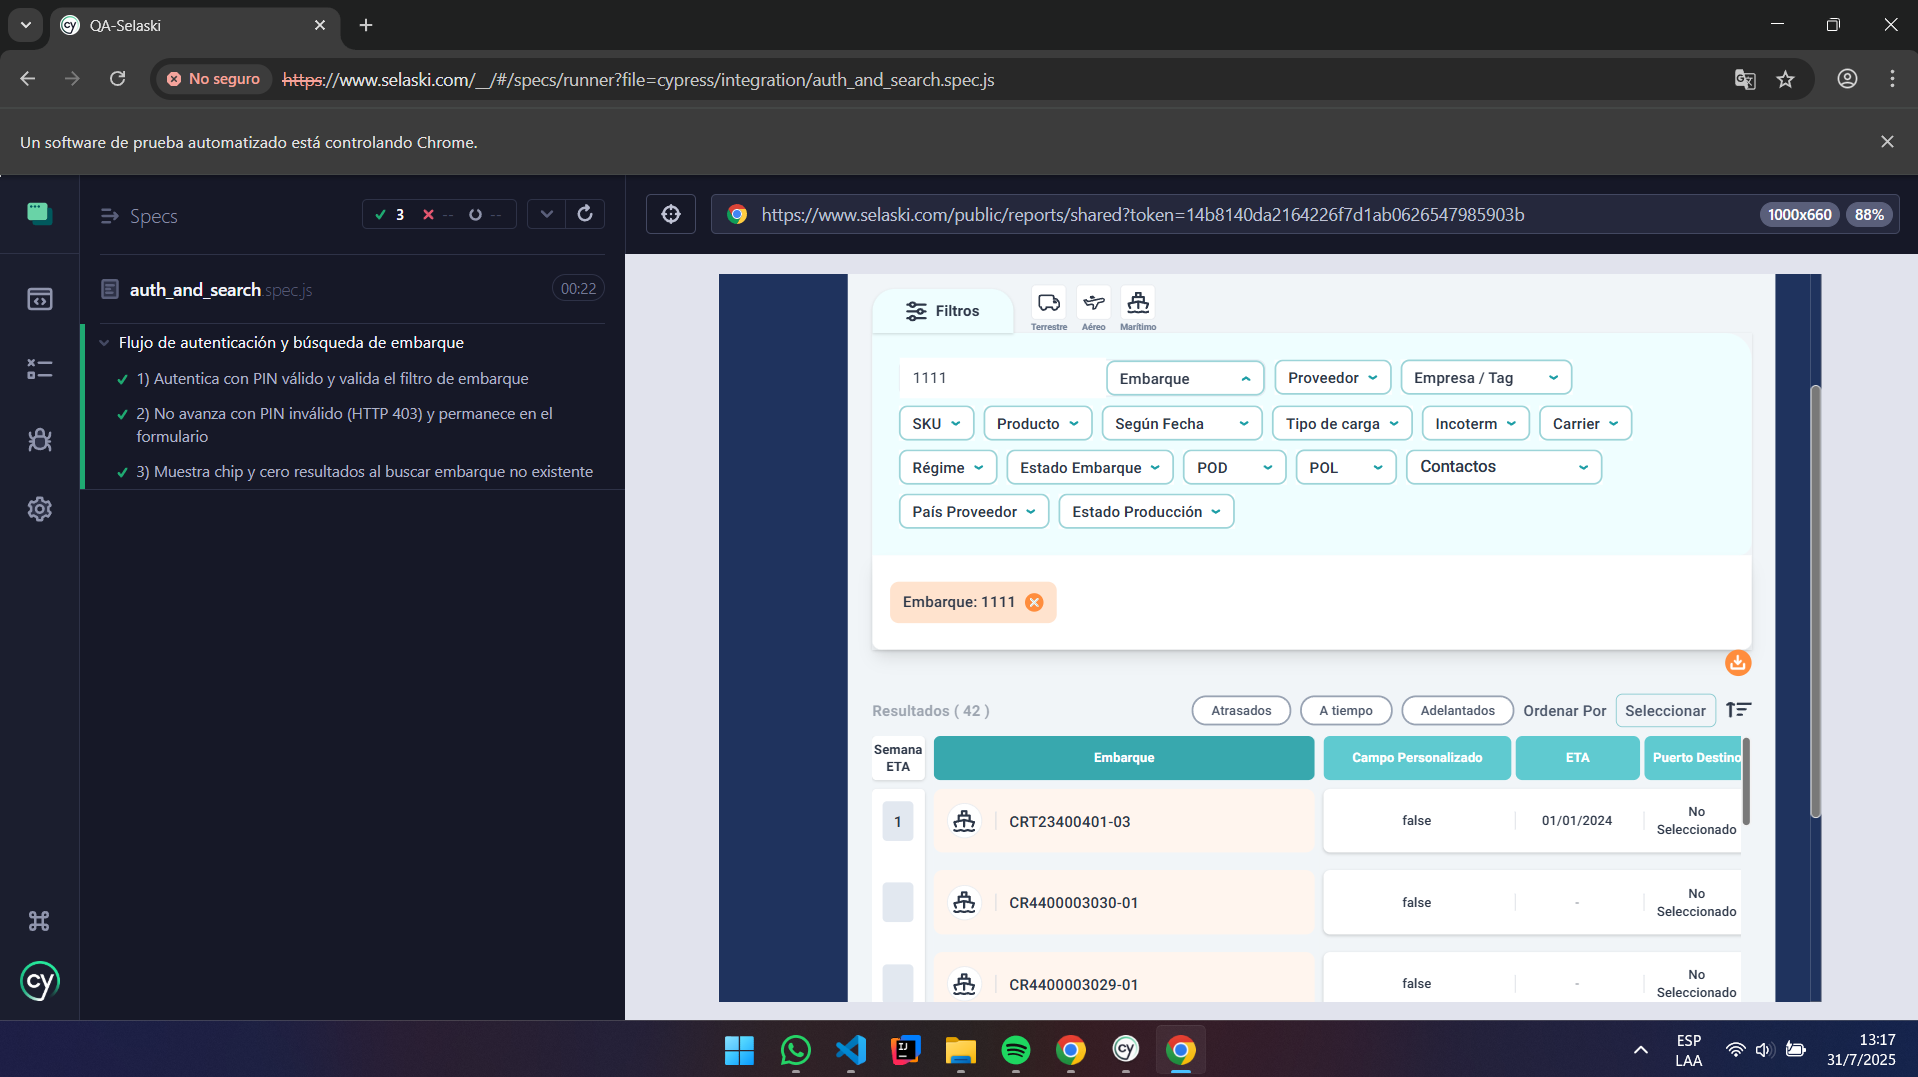 QA-Selaski
No seguro
https://www.selaski.com/__/#/specs/runner?file=cypress/integration/auth_and_search.spec.js
Un software de prueba automatizado está controlando Chrome.
Specs
3 -- --
auth_and_search.spec.js
00:22
Flujo de autenticación y búsqueda de embarque
1) Autentica con PIN válido y valida el filtro de embarque
2) No avanza con PIN inválido (HTTP 403) y permanece en el
formulario
3) Muestra chip y cero resultados al buscar embarque no existente
cy
https://www.selaski.com/public/reports/shared?token=14b8140da2164226f7d1ab0626547985903b
1000x660
88%
Filtros
Terrestre Aéreo Marítimo
1111 Embarque Proveedor Empresa / Tag
SKU Producto Según Fecha Tipo de carga Incoterm Carrier
Régime Estado Embarque POD POL Contactos
País Proveedor Estado Producción
Embarque: 1111
Resultados ( 42 )
Atrasados A tiempo Adelantados Ordenar Por Seleccionar
Semana
ETA
Embarque Campo Personalizado ETA Puerto Destino
1 CRT23400401-03 false 01/01/2024 No
Seleccionado
CR4400003030-01 false - No
Seleccionado
CR4400003029-01 false - No
Seleccionado
ESP
LAA
13:17
31/7/2025